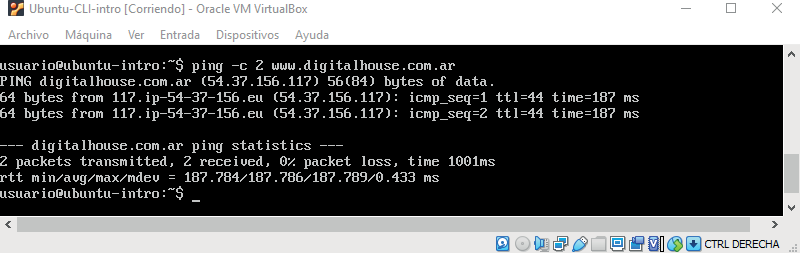 Ubuntu-CLI-intro [Corriendo] - Oracle VM VirtualBox
Archivo Máquina Ver Entrada Dispositivos Ayuda
usuario@ubuntu-intro:~$ ping -c 2 www.digitalhouse.com.ar
PING digitalhouse.com.ar (54.37.156.117) 56(84) bytes of data.
64 bytes from 117.ip-54-37-156.eu (54.37.156.117): icmp_seq=1 ttl=44 time=187 ms
64 bytes from 117.ip-54-37-156.eu (54.37.156.117): icmp_seq=2 ttl=44 time=187 ms
--- digitalhouse.com.ar ping statistics ---
2 packets transmitted, 2 received, 0% packet loss, time 1001ms
rtt min/avg/max/mdev = 187.784/187.786/187.789/0.433 ms
usuario@ubuntu-intro:~$ _
CTRL DERECHA